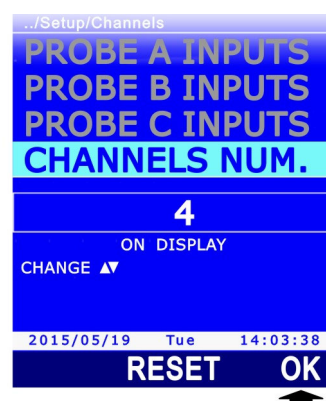 ../Setup/Channels
PROBE A INPUTS
PROBE B INPUTS
PROBE C INPUTS
CHANNELS NUM.
4
ON DISPLAY
CHANGE ▲▼
2015/05/19 Tue 14:03:38
RESET OK